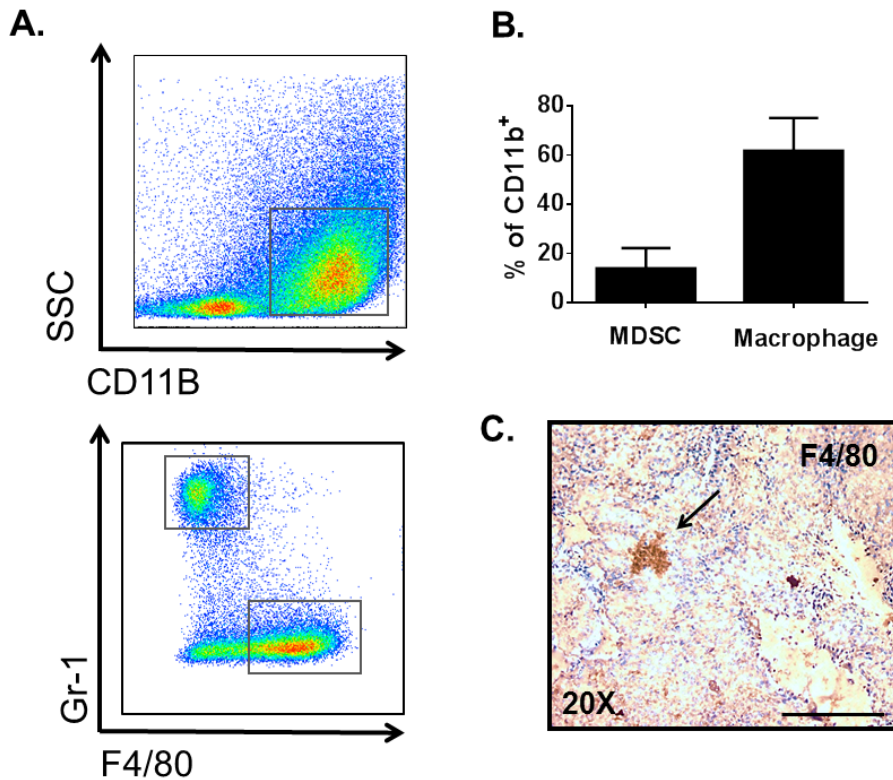 A.
SSC
CD11B
Gr-1
F4/80
B.
% of CD11b+
80
60
40
20
0
MDSC
Macrophage
C.
F4/80
20X